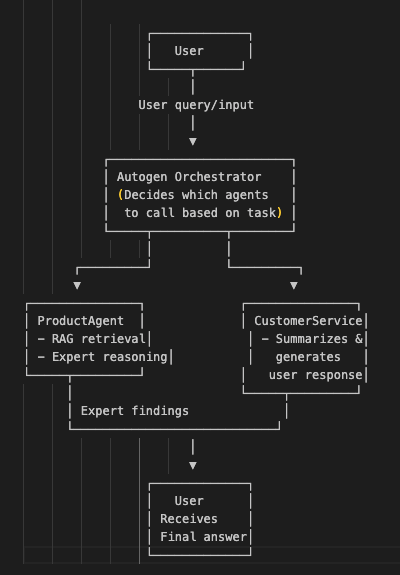 User
User query/input
Autogen Orchestrator
(Decides which agents
to call based on task)
ProductAgent
- RAG retrieval
- Expert reasoning
CustomerService
- Summarizes &
generates
user response
Expert findings
User
Receives
Final answer